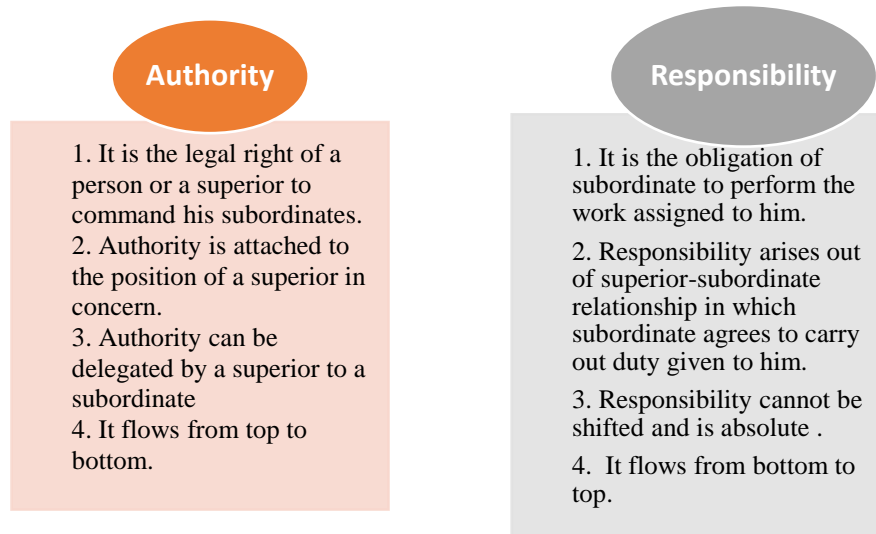 Authority
1. It is the legal right of a
person or a superior to
command his subordinates.
2. Authority is attached to
the position of a superior in
concern.
3. Authority can be
delegated by a superior to a
subordinate
4. It flows from top to
bottom.
Responsibility
1. It is the obligation of
subordinate to perform the
work assigned to him.
2. Responsibility arises out
of superior-subordinate
relationship in which
subordinate agrees to carry
out duty given to him.
3. Responsibility cannot be
shifted and is absolute .
4. It flows from bottom to
top.